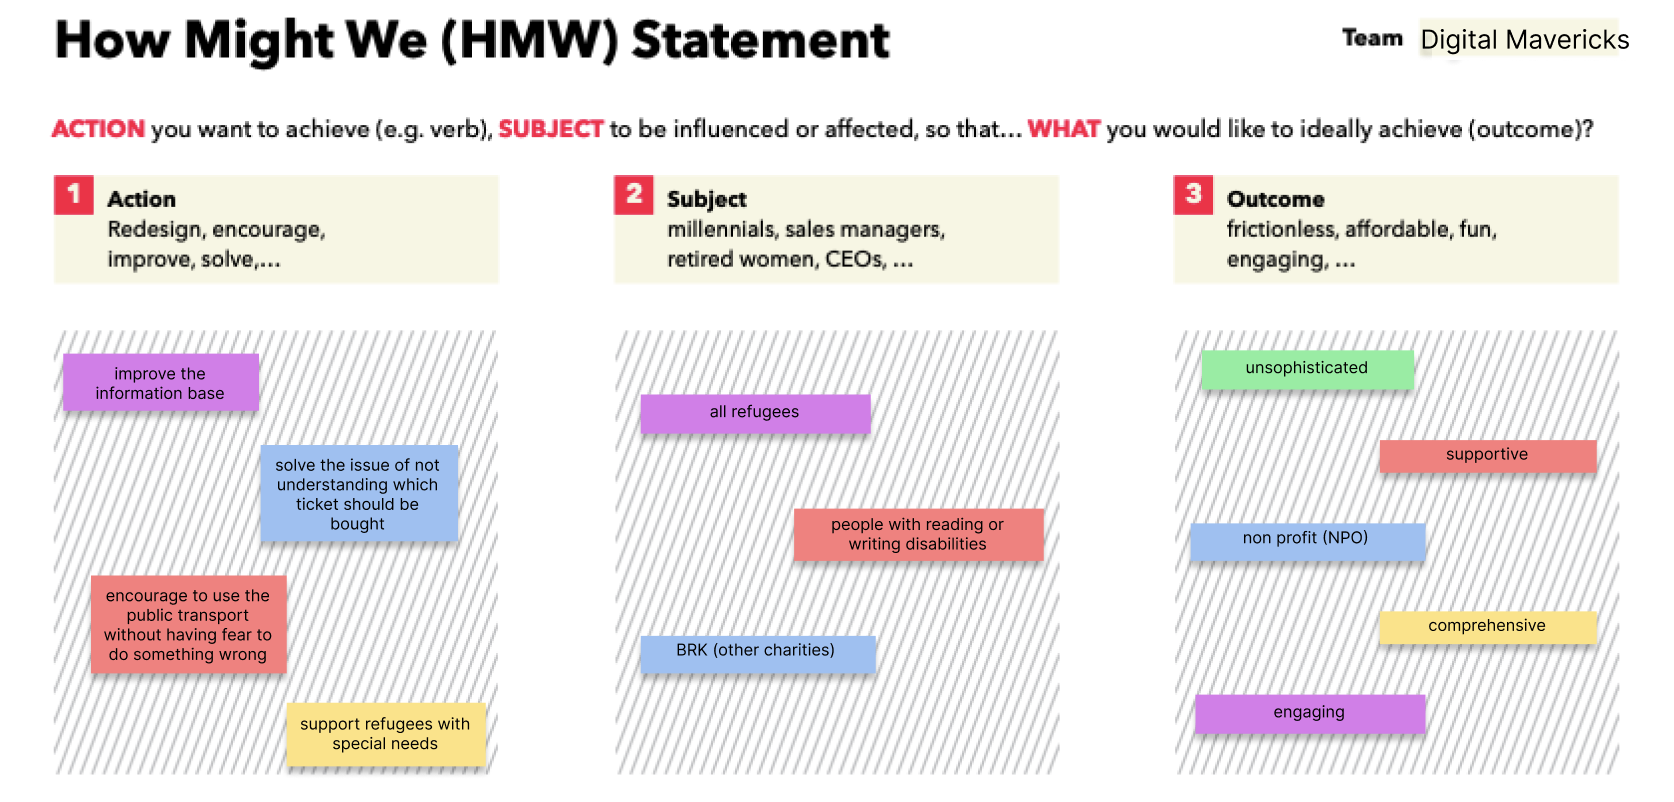 How Might We (HMW) Statement
Team Digital Mavericks
ACTION you want to achieve (e.g. verb), SUBJECT to be influenced or affected, so that... WHAT you would like to ideally achieve (outcome)?
1 Action
Redesign, encourage,
improve, solve,...
2 Subject
millennials, sales managers,
retired women, CEOs, ...
3 Outcome
frictionless, affordable, fun,
engaging, ...
improve the
information base
solve the issue of not
understanding which
ticket should be
bought
encourage to use the
public transport
without having fear to
do something wrong
support refugees with
special needs
all refugees
people with reading or
writing disabilities
BRK (other charities)
unsophisticated
supportive
non profit (NPO)
comprehensive
engaging